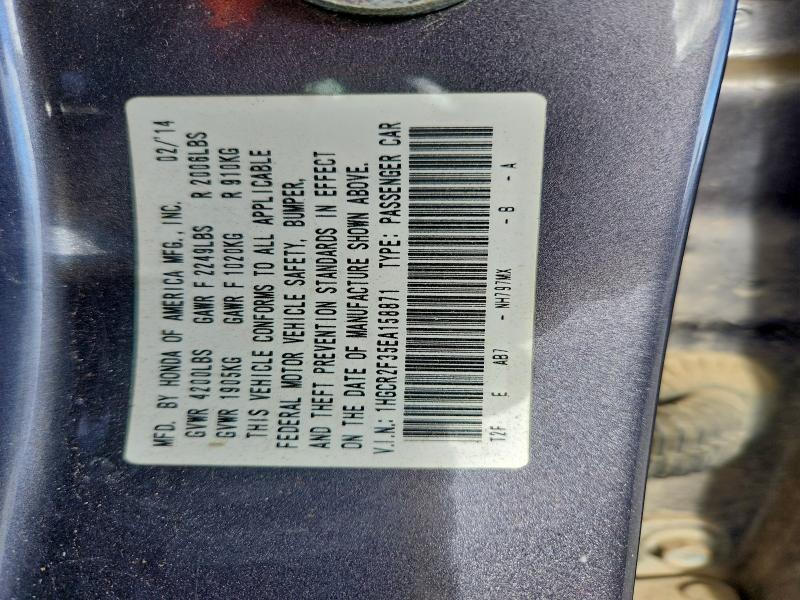 MFD. BY HONDA OF AMERICA MFG., INC. 02/'14
GVWR 4200LBS GAWR F 2249LBS R 2006LBS
GVWR 1905KG GAWR F 1020KG R 910KG
THIS VEHICLE CONFORMS TO ALL APPLICABLE
FEDERAL MOTOR VEHICLE SAFETY, BUMPER,
AND THEFT PREVENTION STANDARDS IN EFFECT
ON THE DATE OF MANUFACTURE SHOWN ABOVE.
V.I.N.: 1HGCR2F35EA158871 TYPE: PASSENGER CAR
T2F E AB7 - NH797MX - B - A